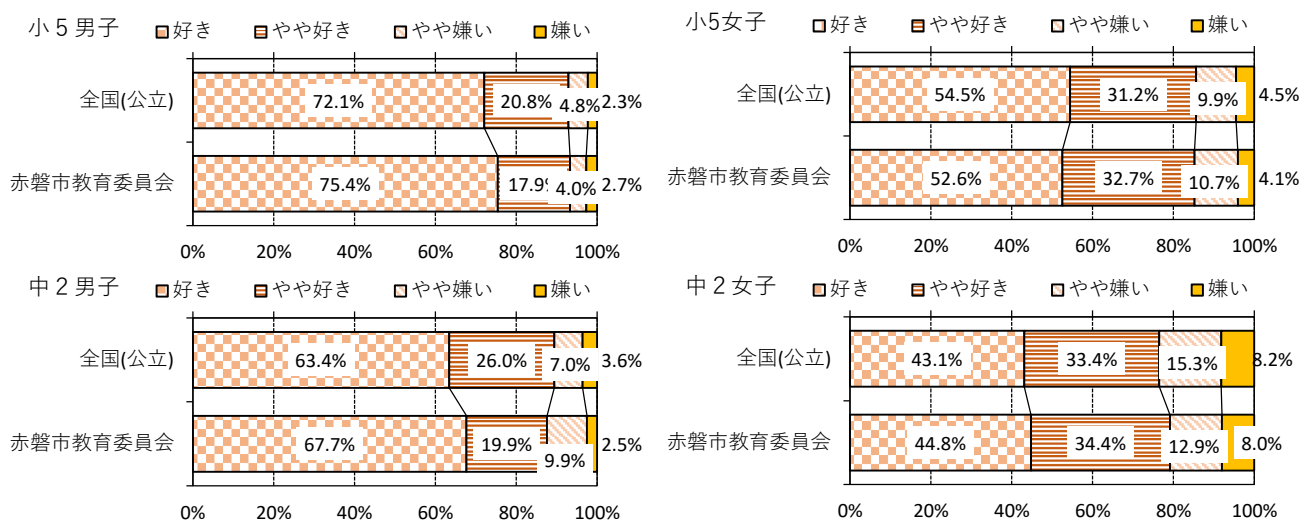 小５男子 好き やや好き やや嫌い 嫌い
全国(公立) 72.1% 20.8% 4.8% 2.3%
赤磐市教育委員会 75.4% 17.9% 4.0% 2.7%
0% 20% 40% 60% 80% 100%
小5女子 好き やや好き やや嫌い 嫌い
全国(公立) 54.5% 31.2% 9.9% 4.5%
赤磐市教育委員会 52.6% 32.7% 10.7% 4.1%
0% 20% 40% 60% 80% 100%
中２男子 好き やや好き やや嫌い 嫌い
全国(公立) 63.4% 26.0% 7.0% 3.6%
赤磐市教育委員会 67.7% 19.9% 9.9% 2.5%
0% 20% 40% 60% 80% 100%
中２女子 好き やや好き やや嫌い 嫌い
全国(公立) 43.1% 33.4% 15.3% 8.2%
赤磐市教育委員会 44.8% 34.4% 12.9% 8.0%
0% 20% 40% 60% 80% 100%